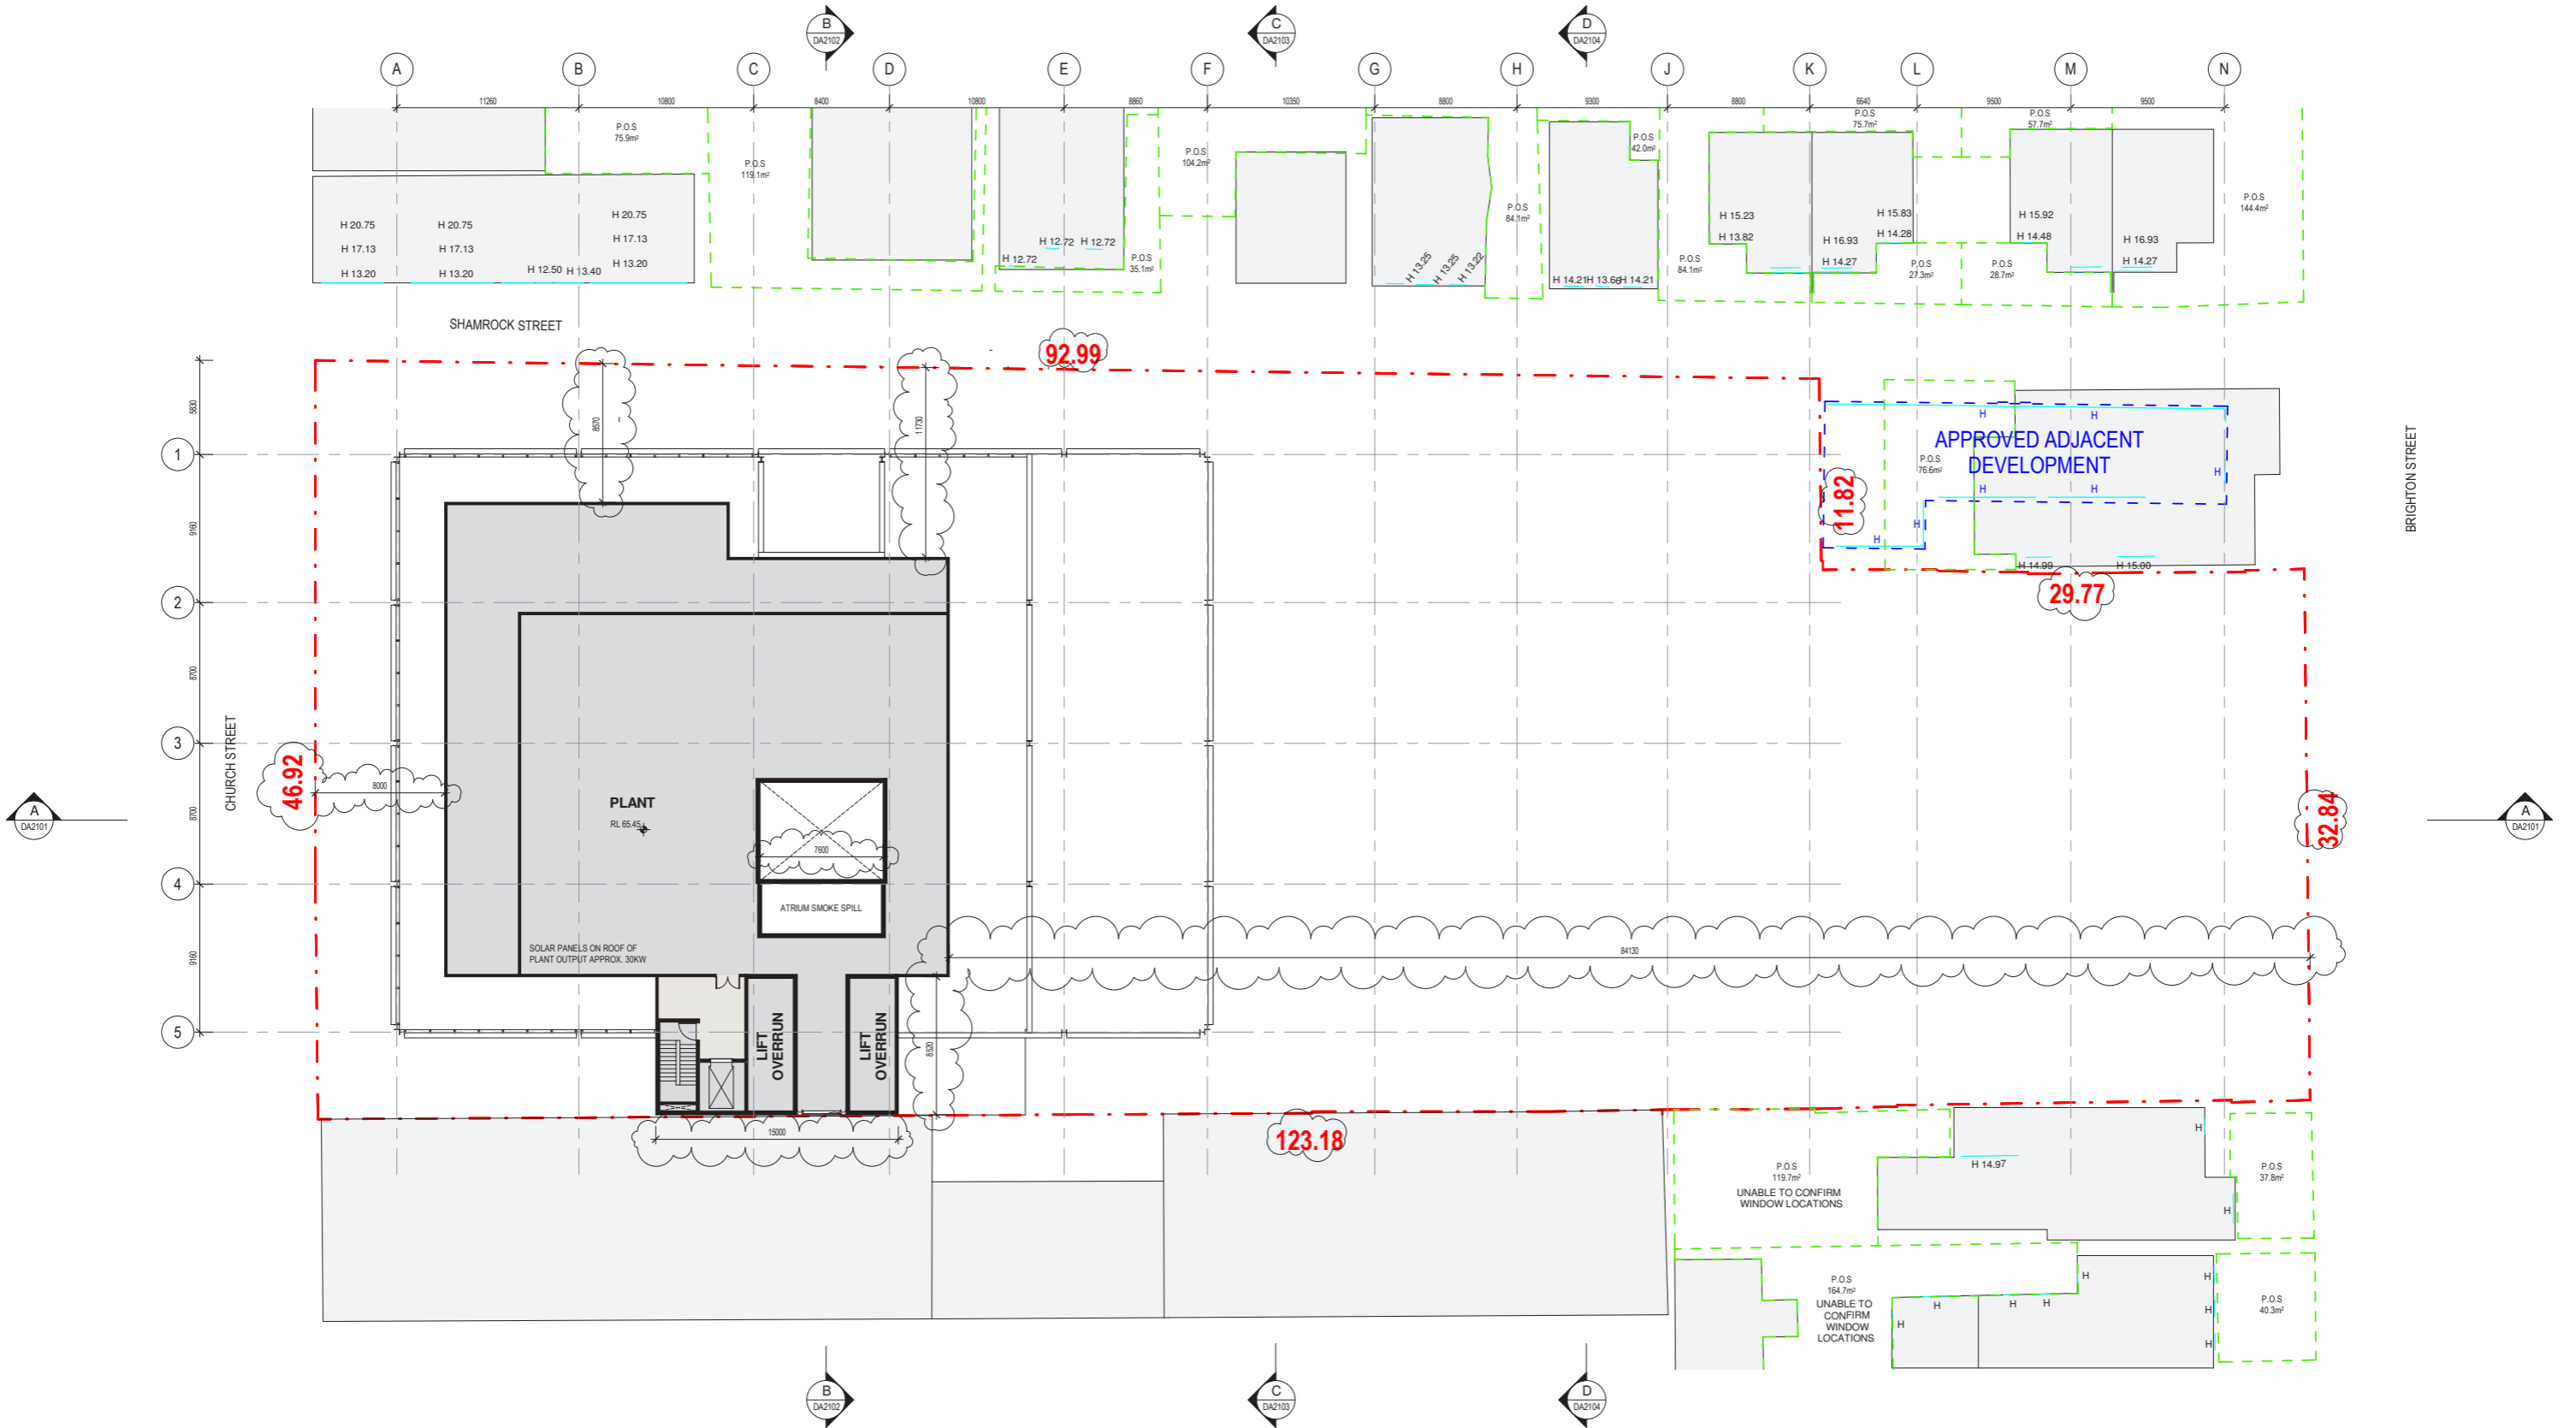 B
DA2102
C
DA2103
D
DA2104
A
B
C
D
E
F
G
H
J
K
L
M
N
11260
10800
8400
10800
8860
10350
8800
9300
8800
6640
9500
9500
P.O.S
75.9m²
P.O.S
119.1m²
P.O.S
104.2m²
P.O.S
35.1m²
P.O.S
84.1m²
P.O.S
42.0m²
P.O.S
84.1m²
P.O.S
75.7m²
P.O.S
57.7m²
P.O.S
144.4m²
P.O.S
27.3m²
P.O.S
28.7m²
H 20.75
H 17.13
H 13.20
H 20.75
H 17.13
H 13.20
H 12.50
H 13.40
H 20.75
H 17.13
H 13.20
H 12.72
H 12.72
H 12.72
H 13.25
H 13.25
H 13.22
H 14.21
H 13.66
H 14.21
H 15.23
H 13.82
H 16.93
H 14.27
H 15.83
H 14.28
H 15.92
H 14.48
H 16.93
H 14.27
SHAMROCK STREET
92.99
5830
9160
8700
8700
9160
1
2
3
4
5
8570
11730
11.82
H
H
APPROVED ADJACENT
DEVELOPMENT
P.O.S
76.6m²
H
H
H
H
H
H 14.99
H 15.00
29.77
BRIGHTON STREET
CHURCH STREET
46.92
8000
32.84
A
DA2101
A
DA2101
PLANT
RL 65.45
7600
ATRIUM SMOKE SPILL
SOLAR PANELS ON ROOF OF
PLANT OUTPUT APPROX. 30KW
84130
LIFT
OVERRUN
LIFT
OVERRUN
8520
15000
123.18
P.O.S
119.7m²
UNABLE TO CONFIRM
WINDOW LOCATIONS
H 14.97
H
H
P.O.S
37.8m²
P.O.S
164.7m²
UNABLE TO
CONFIRM
WINDOW
LOCATIONS
H
H
H
H
H
H
H
H
P.O.S
40.3m²
B
DA2102
C
DA2103
D
DA2104